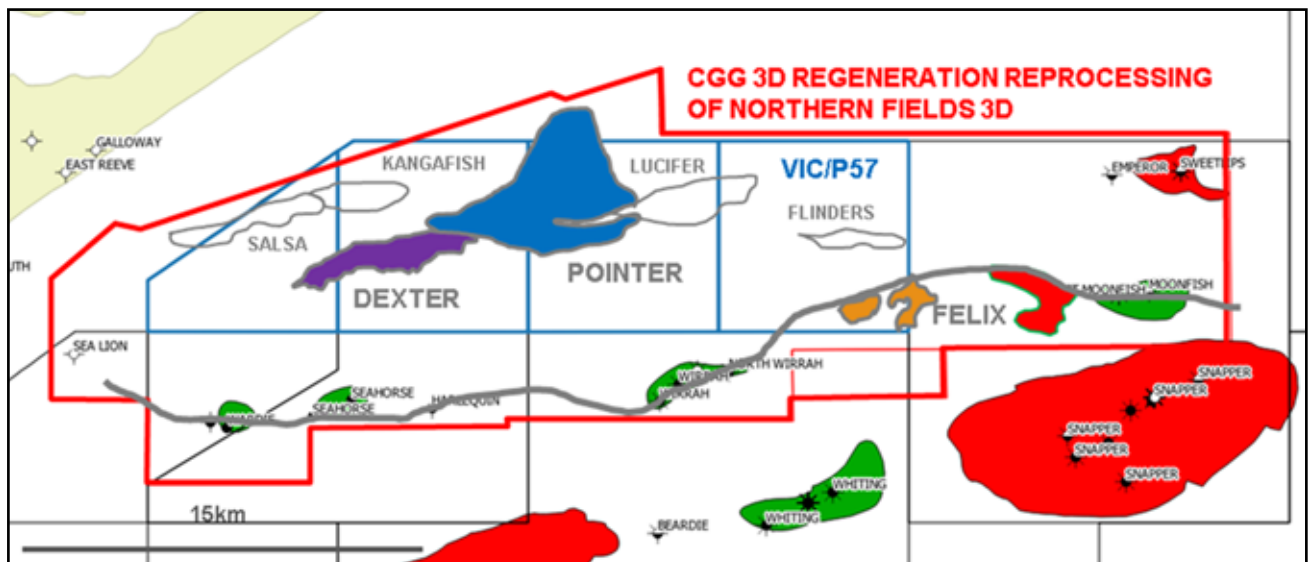 CGG 3D REGENERATION REPROCESSING
OF NORTHERN FIELDS 3D
GALLOWAY
EAST REEVE
KANGAFISH
LUCIFER
VIC/P57
EMPEROR
SWEETLIPS
FLINDERS
SALSA
UTH
POINTER
DEXTER
FELIX
MOONFISH
MOONFISH
SEA LION
NORTH WIRRAH
WIRRAH
WIRRAH
SEAHORSE
SEAHORSE
HARLEQUIN
SNAPPER
SNAPPER
SNAPPER
SNAPPER
SNAPPER
WHITING
WHITING
15km
BEARDIE